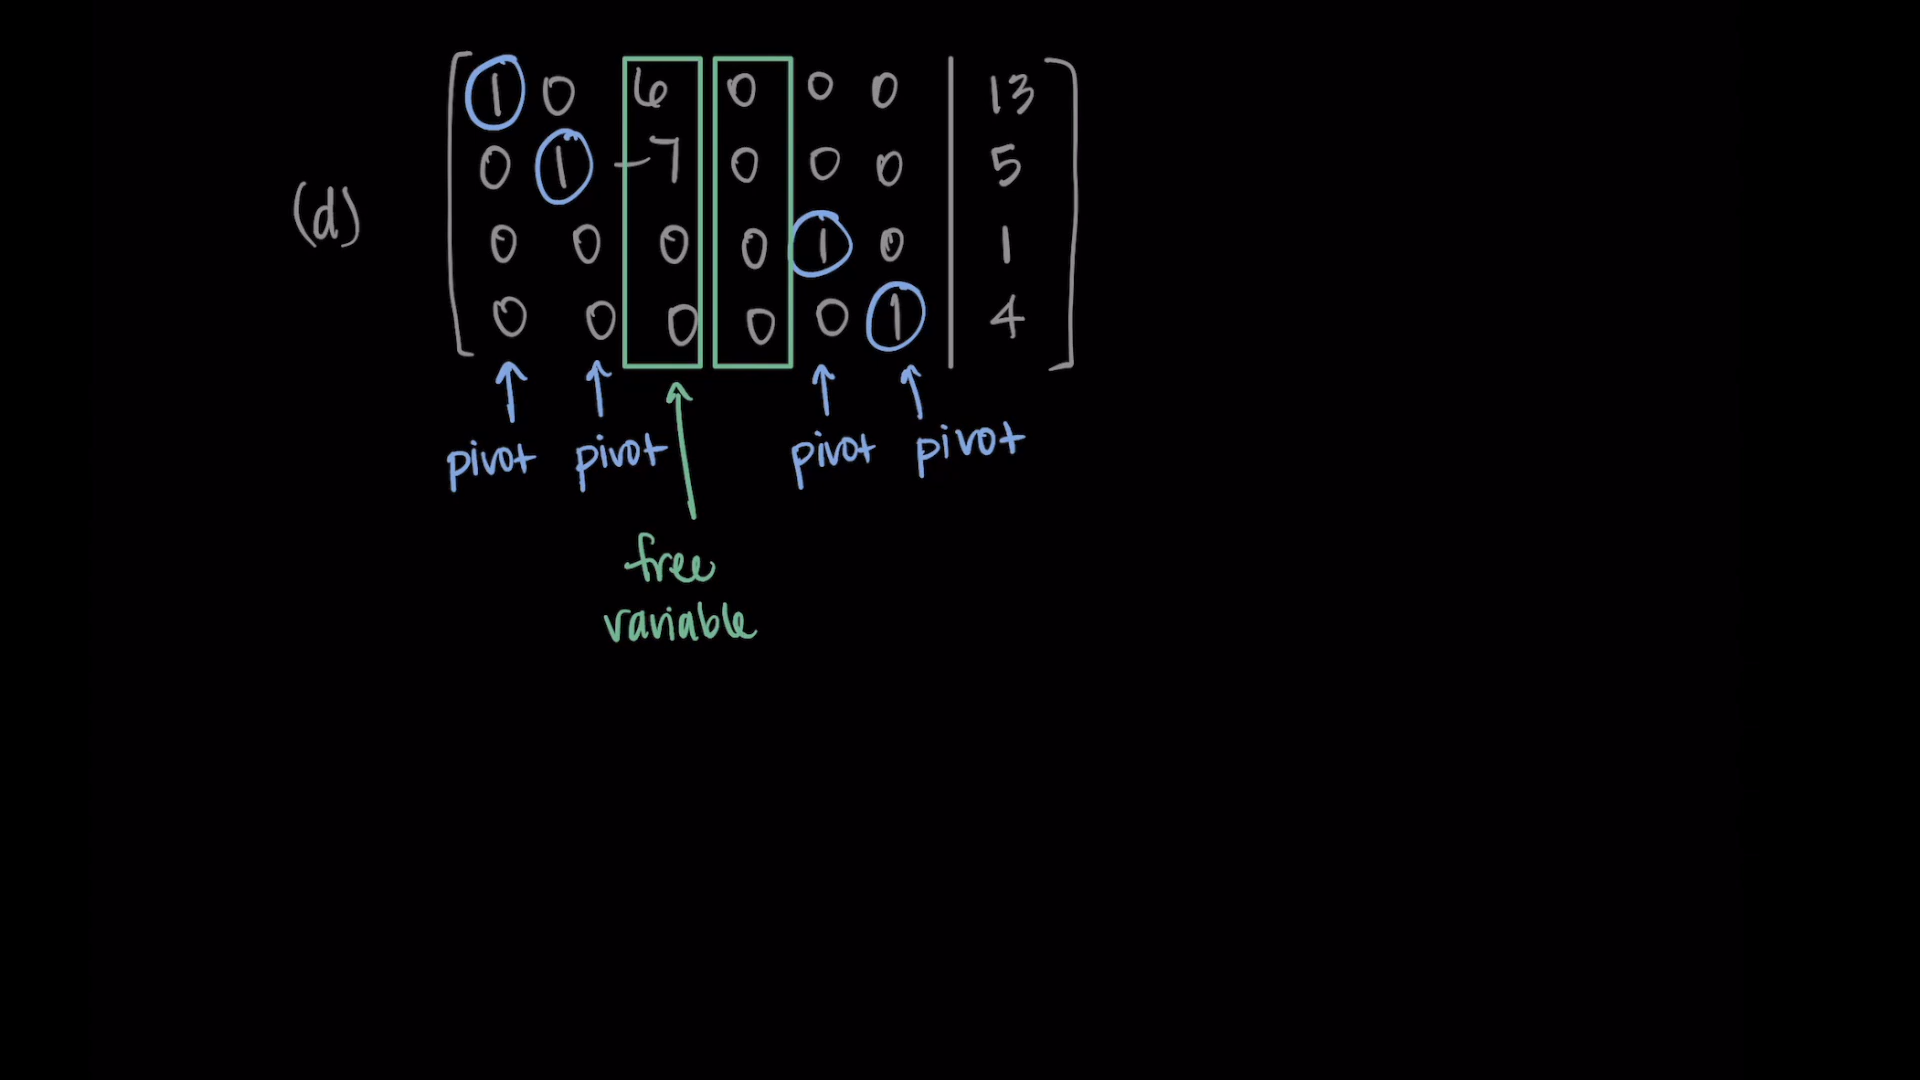 1 0 6 0 0 0 | 13
(d) 0 1 -7 0 0 0 | 5
0 0 0 0 1 0 | 1
0 0 0 0 0 1 | 4
pivot pivot pivot pivot
free
variable